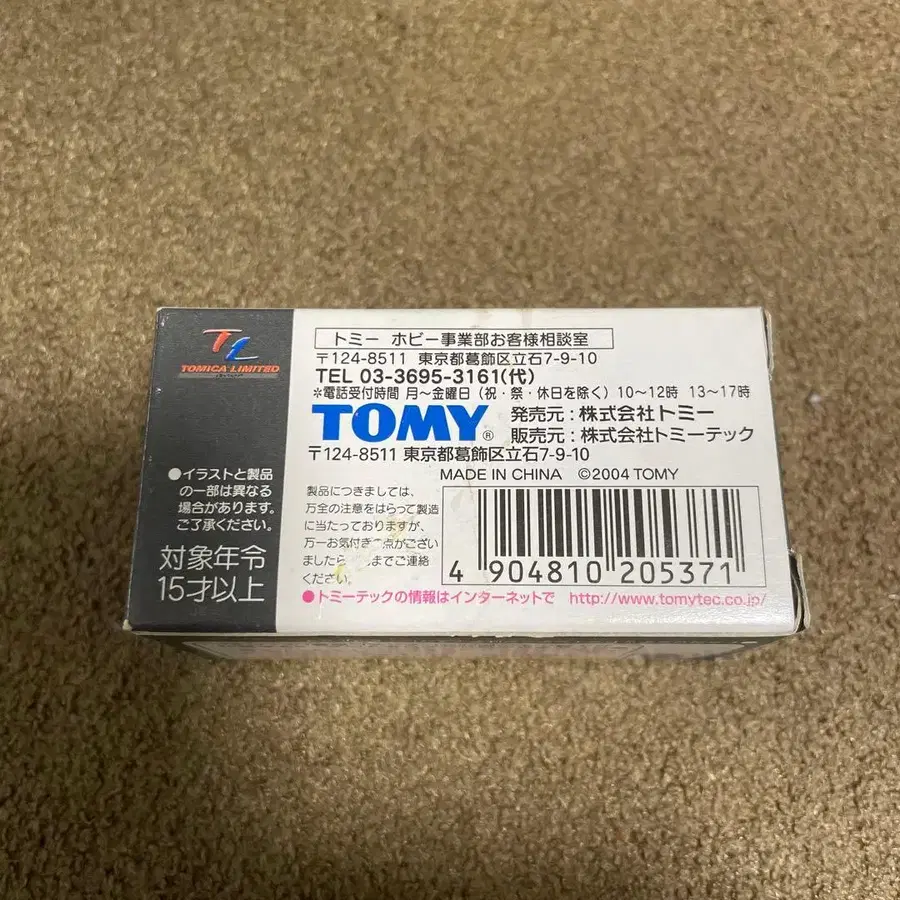 TL
TOMICA LIMITED
●イラストと製品
の一部は異なる
場合があります。
ご了承ください。
対象年令
15才以上
トミー ホビー事業部お客様相談室
〒124-8511 東京都葛飾区立石7-9-10
TEL 03-3695-3161(代)
*電話受付時間 月〜金曜日（祝・祭・休日を除く）10〜12時 13〜17時
TOMY® 発売元：株式会社トミー
販売元：株式会社トミーテック
〒124-8511 東京都葛飾区立石7-9-10
MADE IN CHINA ©2004 TOMY
製品につきましては、
万全の注意をはらって製造
に当たっておりますが、
万一お気付き 点がござい
ましたら までご連絡
ください。
4 904810 205371
●トミーテックの情報はインターネットで http://www.tomytec.co.jp/